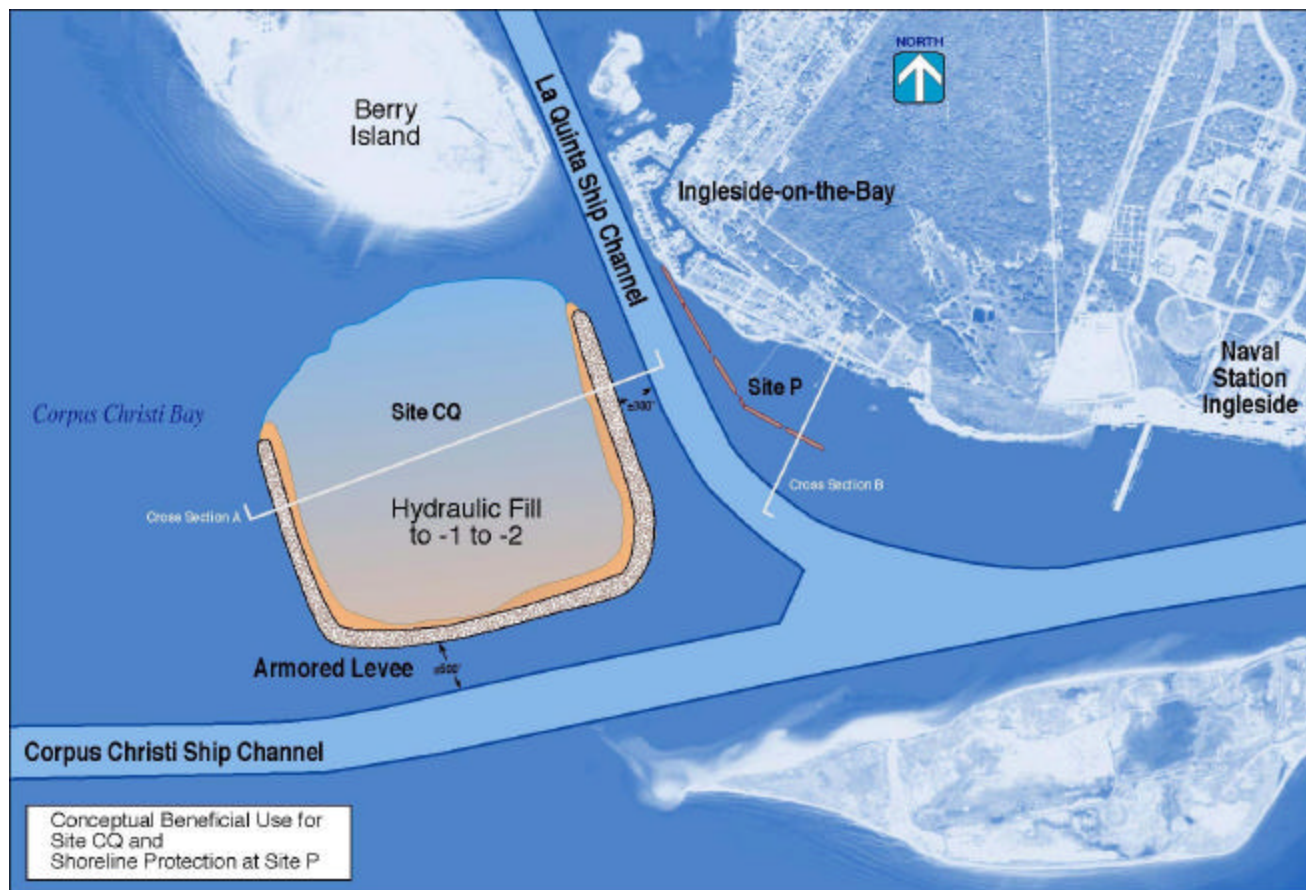 NORTH
Berry
Island
La Quinta Ship Channel
Ingleside-on-the-Bay
Naval
Station
Ingleside
Site P
Corpus Christi Bay
Site CQ
±300'
Cross Section B
Cross Section A
Hydraulic Fill
to -1 to -2
Armored Levee
Corpus Christi Ship Channel
Conceptual Beneficial Use for
Site CQ and
Shoreline Protection at Site P